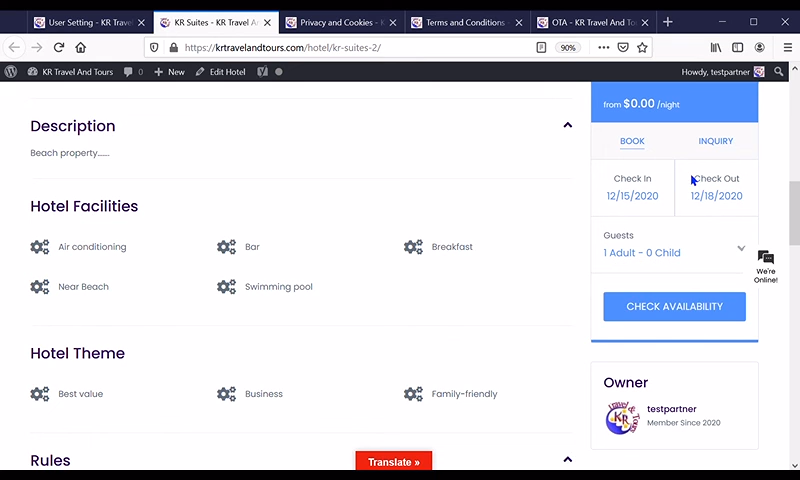 User Setting - KR Trave
KR Suites - KR Travel A
Privacy and Cookies - K
Terms and Conditions
OTA - KR Travel And To
https://krtravelandtours.com/hotel/kr-suites-2/
90%
KR Travel And Tours
0
+ New
Edit Hotel
Howdy, testpartner
from $0.00 /night
Description
Beach property......
BOOK
INQUIRY
Check In
Check Out
12/15/2020
12/18/2020
Hotel Facilities
Air conditioning
Bar
Breakfast
Near Beach
Swimming pool
Guests
1 Adult - 0 Child
We're
Online!
CHECK AVAILABILITY
Hotel Theme
Best value
Business
Family-friendly
Owner
testpartner
Member Since 2020
Rules
Translate »